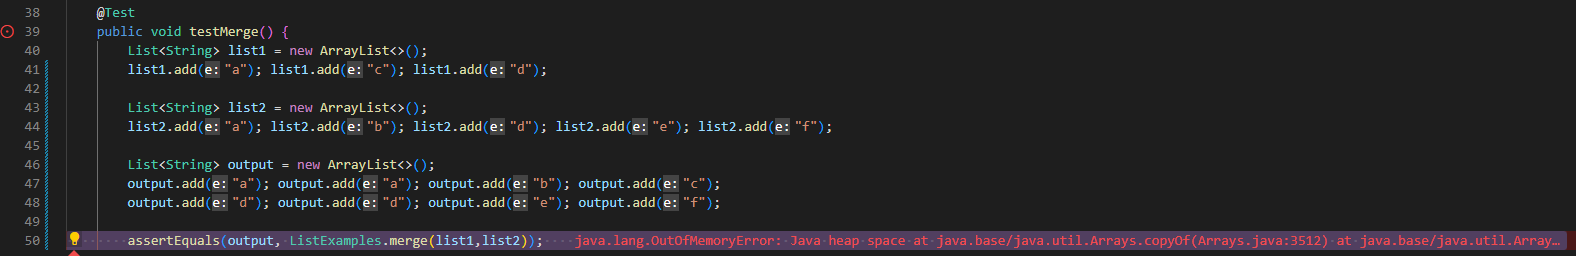 38 @Test
39 public void testMerge() {
40 List<String> list1 = new ArrayList<>();
41 list1.add(e: "a"); list1.add(e: "c"); list1.add(e: "d");
42
43 List<String> list2 = new ArrayList<>();
44 list2.add(e: "a"); list2.add(e: "b"); list2.add(e: "d"); list2.add(e: "e"); list2.add(e: "f");
45
46 List<String> output = new ArrayList<>();
47 output.add(e: "a"); output.add(e: "a"); output.add(e: "b"); output.add(e: "c");
48 output.add(e: "d"); output.add(e: "d"); output.add(e: "e"); output.add(e: "f");
49
50 assertEquals(output, ListExamples.merge(list1,list2)); java.lang.OutOfMemoryError: Java heap space at java.base/java.util.Arrays.copyOf(Arrays.java:3512) at java.base/java.util.Array…